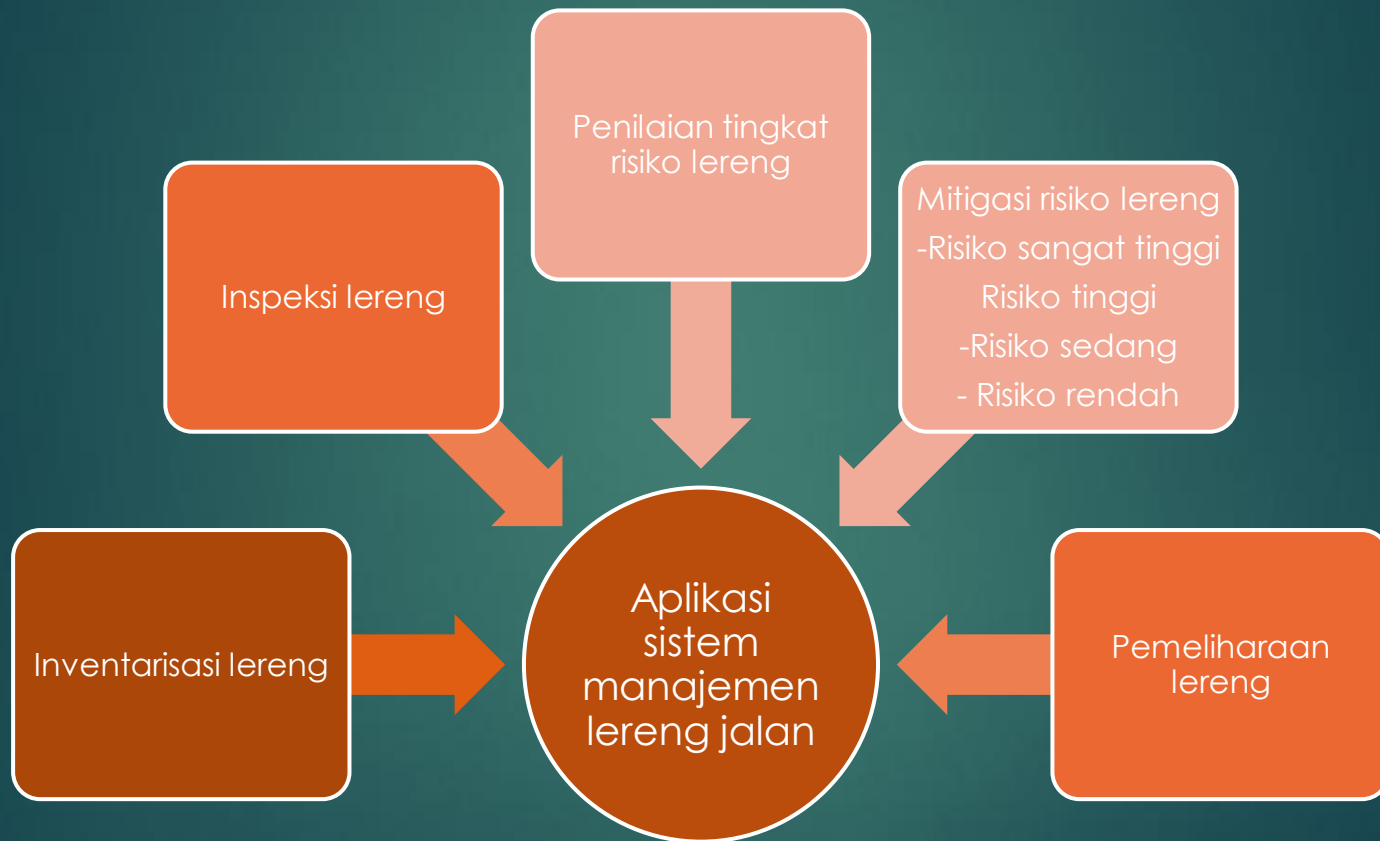 Penilaian tingkat
risiko lereng
Mitigasi risiko lereng
-Risiko sangat tinggi
Risiko tinggi
-Risiko sedang
- Risiko rendah
Inspeksi lereng
Inventarisasi lereng
Aplikasi
sistem
manajemen
lereng jalan
Pemeliharaan
lereng